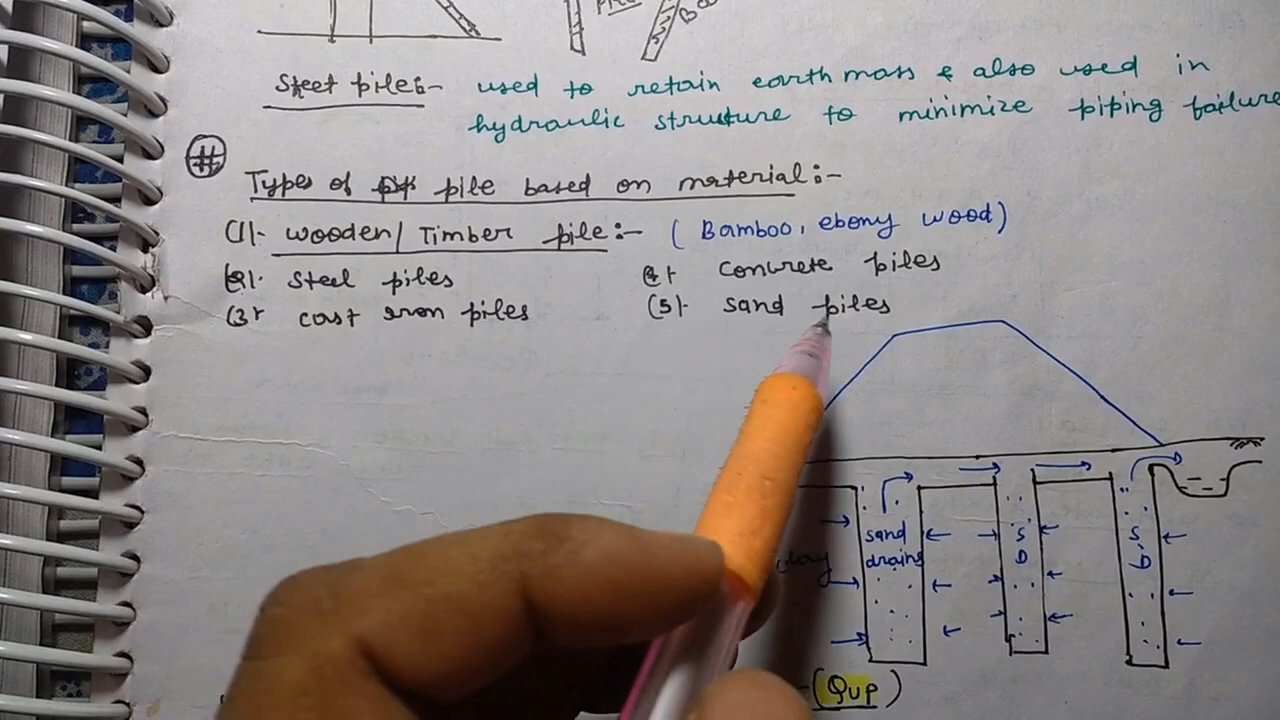 Steet piles:- used to retain earth mass & also used in
hydraulic structure to minimize piping failure
# Types of pile based on material:-
(1). wooden/Timber pile:- (Bamboo, ebony wood)
(2). Steel piles
(4). Concrete piles
(3). cast iron piles
(5). sand piles
sand
drains
S
D
S.D
clay
(Qup)